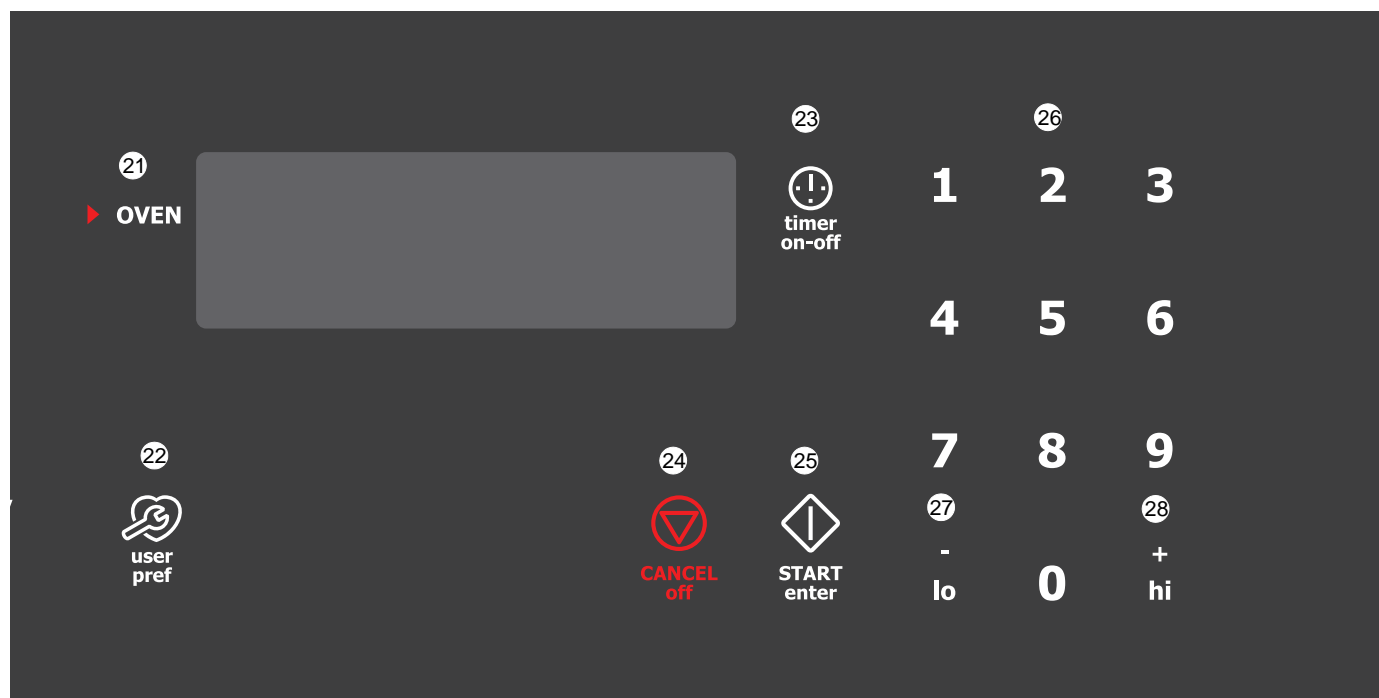 23
26
21
1 2 3
OVEN
timer
on-off
4 5 6
22
24
25
7 8 9
27
28
- +
user
pref
CANCEL
off
START
enter
lo 0 hi